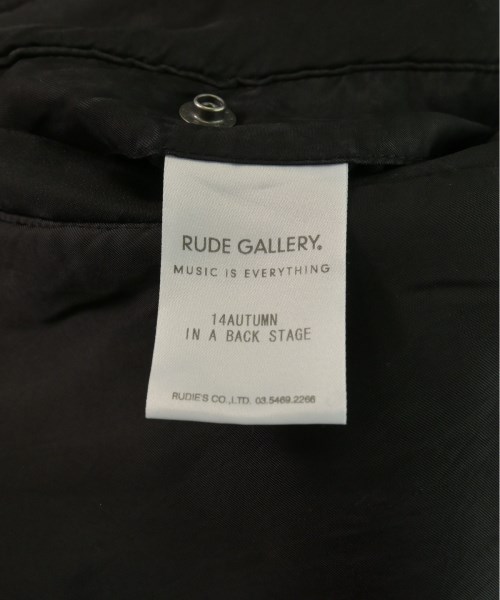 RUDE GALLERY.
MUSIC IS EVERYTHING
14AUTUMN
IN A BACK STAGE
RUDIE'S CO.,LTD. 03.5469.2266